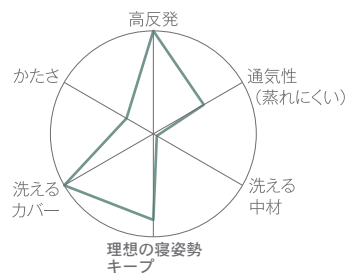 高反発
通気性
(蒸れにくい)
かたさ
洗える
中材
洗える
カバー
理想の寝姿勢
キープ